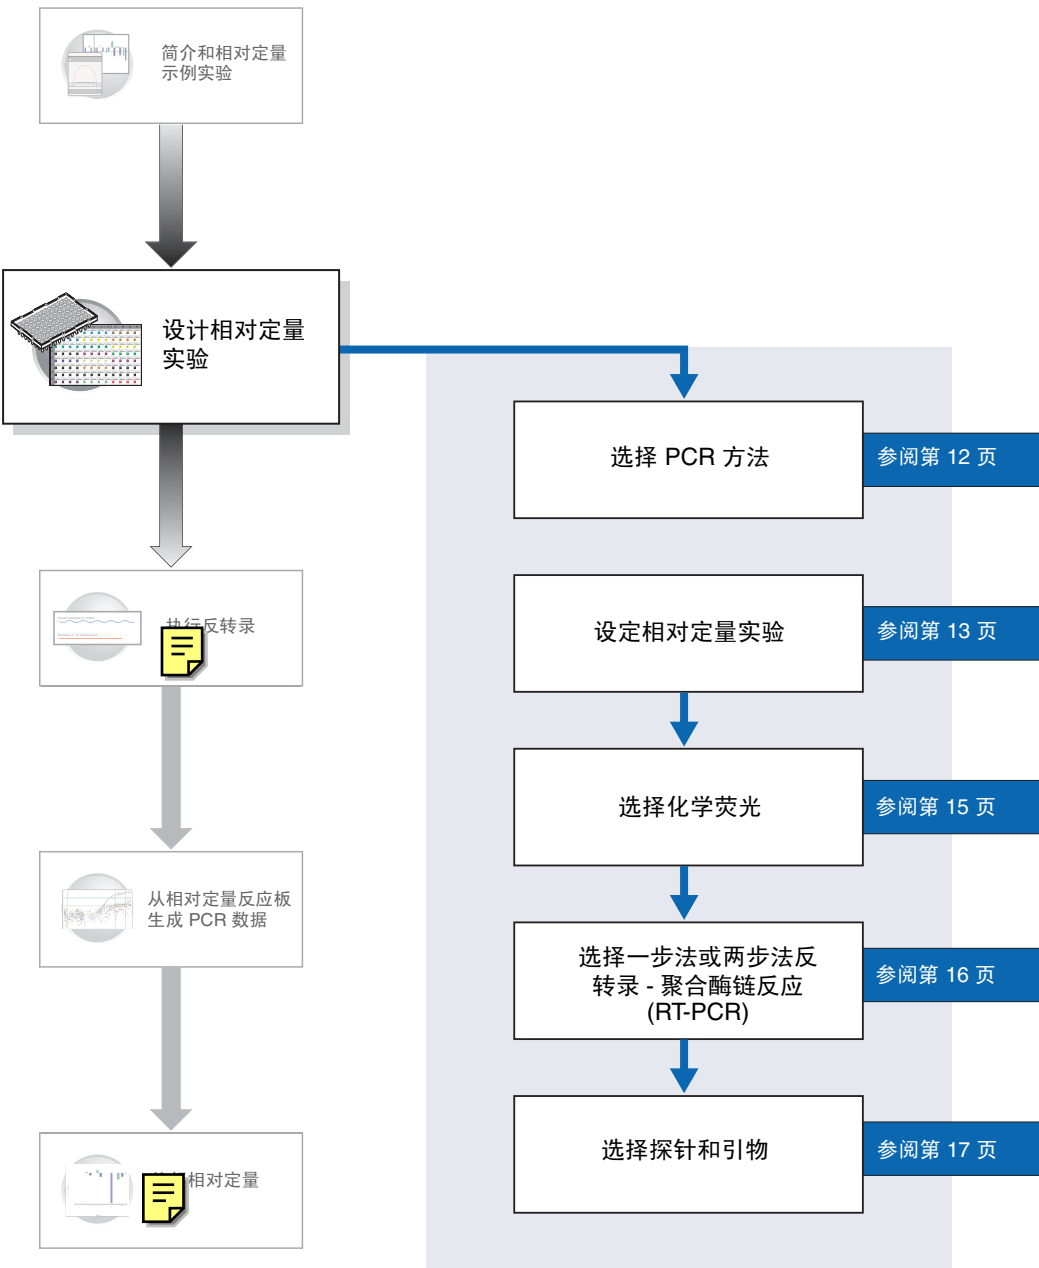 简介和相对定量
示例实验
设计相对定量
实验
执行反转录
从相对定量反应板
生成 PCR 数据
相对定量
选择 PCR 方法
参阅第 12 页
设定相对定量实验
参阅第 13 页
选择化学荧光
参阅第 15 页
选择一步法或两步法反
转录 - 聚合酶链反应
(RT-PCR)
参阅第 16 页
选择探针和引物
参阅第 17 页